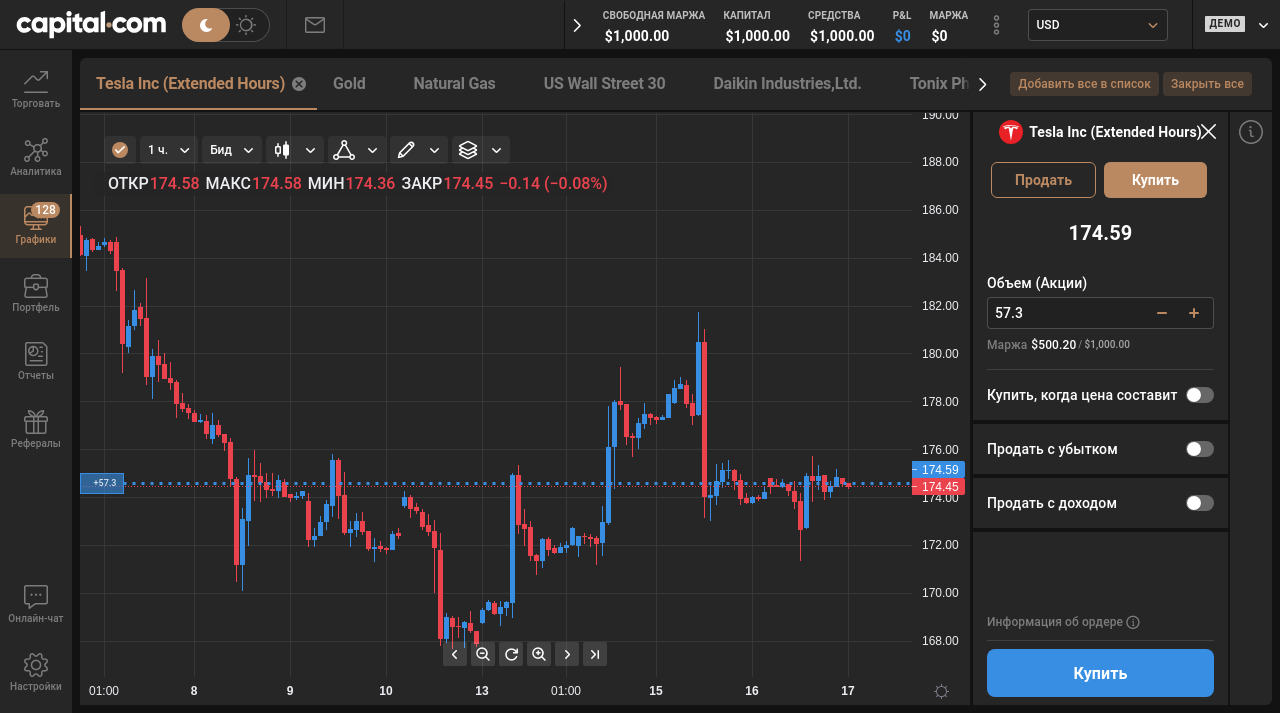 capital.com
СВОБОДНАЯ МАРЖА КАПИТАЛ СРЕДСТВА P&L МАРЖА
$1,000.00 $1,000.00 $1,000.00 $0 $0
USD
ДЕМО
Торговать
Аналитика
128
Графики
Портфель
Отчеты
Рефералы
Онлайн-чат
Настройки
Tesla Inc (Extended Hours) Gold Natural Gas US Wall Street 30 Daikin Industries,Ltd. Tonix Ph
Добавить все в список Закрыть все
1 ч. Бид
ОТКР174.58 МАКС174.58 МИН174.36 ЗАКР174.45 −0.14 (−0.08%)
+57.3
190.00
188.00
186.00
184.00
182.00
180.00
178.00
176.00
174.59
174.45
174.00
172.00
170.00
168.00
01:00 8 9 10 13 01:00 15 16 17
Tesla Inc (Extended Hours)
Продать Купить
174.59
Объем (Акции)
57.3
Маржа $500.20 / $1,000.00
Купить, когда цена составит
Продать с убытком
Продать с доходом
Информация об ордере
Купить